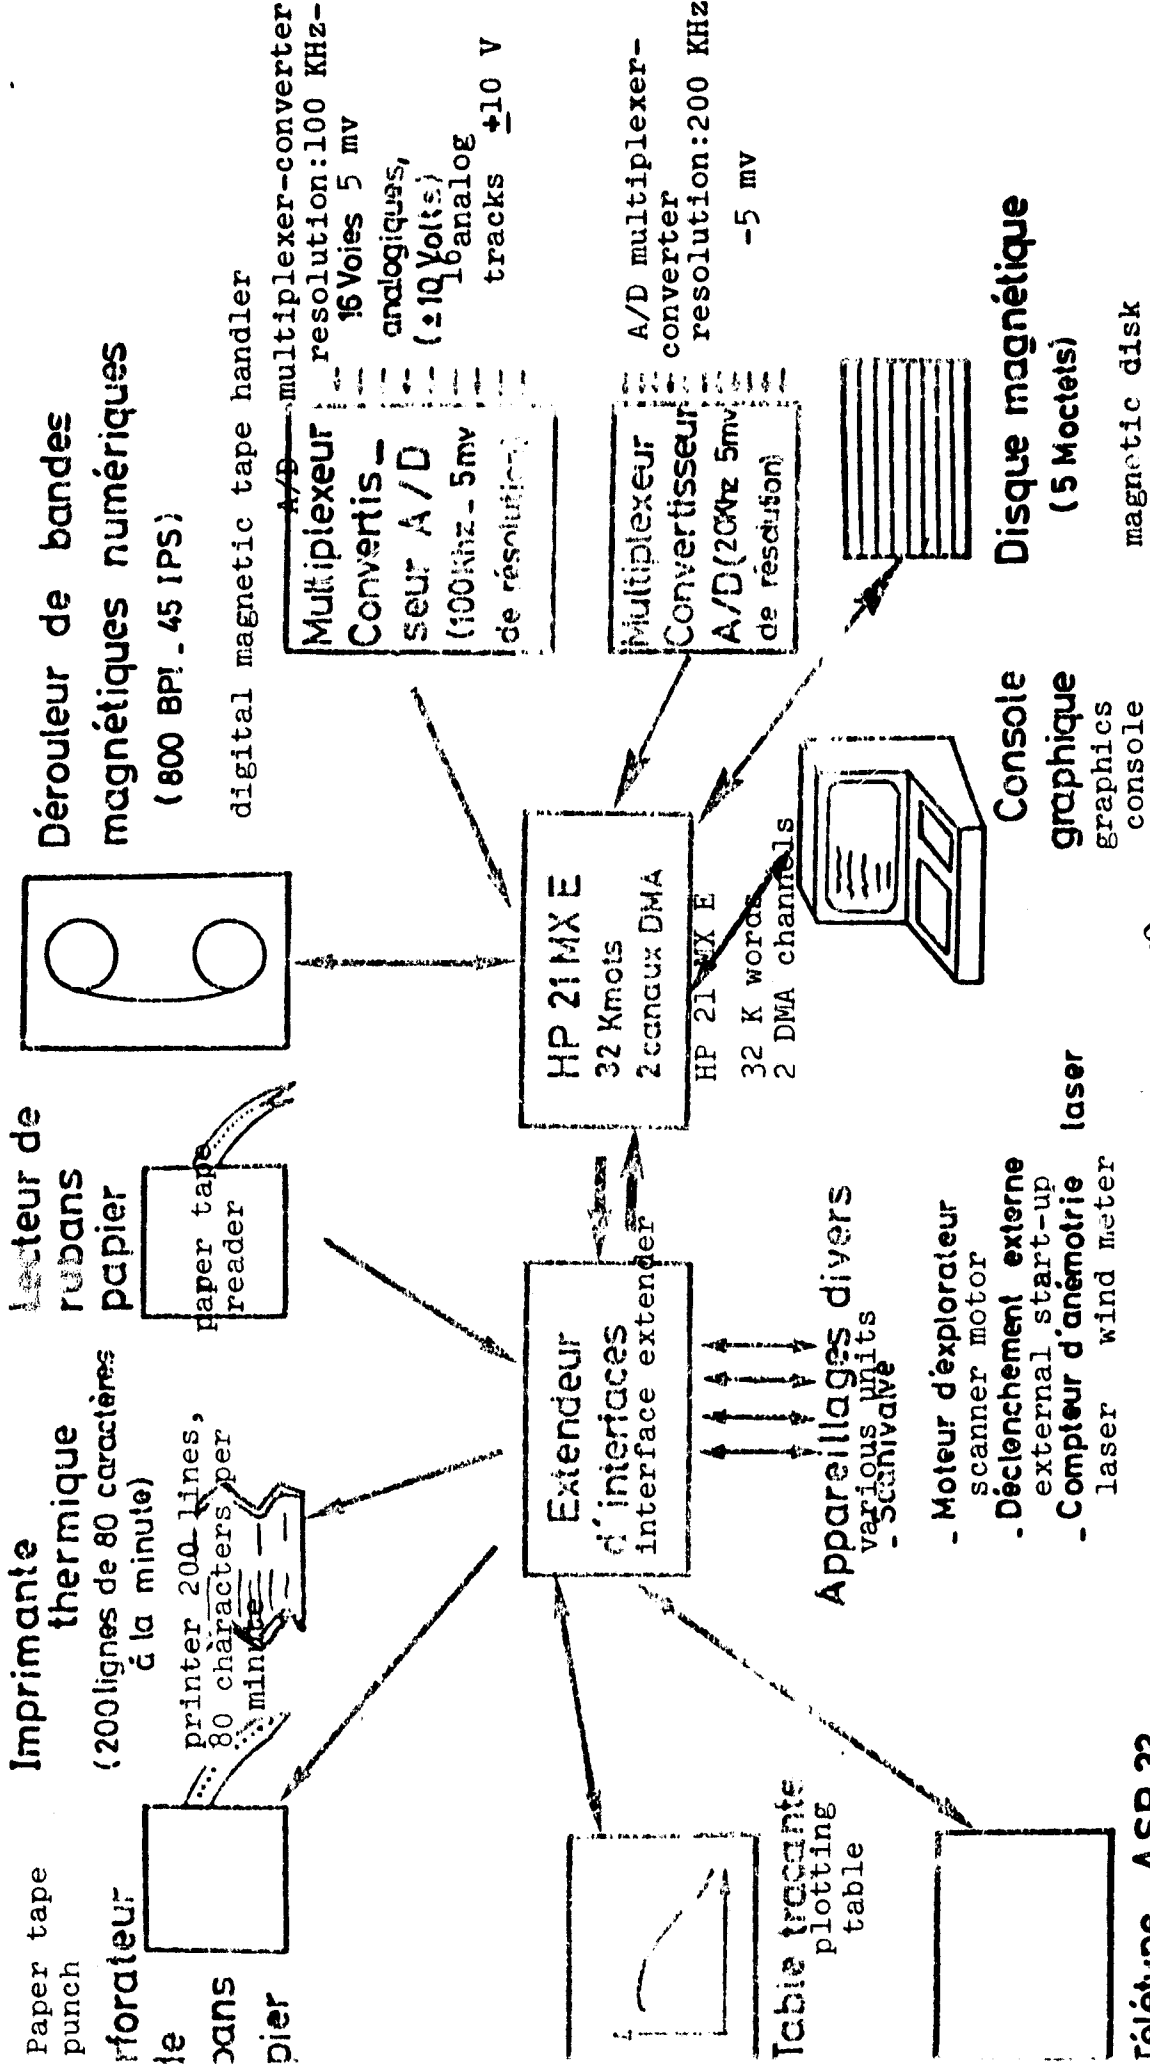 Paper tape
punch
rforateur
de
bans
pier
Imprimante
thermique
(200 lignes de 80 caractères
à la minute)
printer 200 lines,
80 characters per
minute
Lecteur de
rubans
papier
paper tape
reader
Dérouleur de bandes
magnétiques numériques
(800 BPI - 45 IPS)
digital magnetic tape handler
A/D multiplexer-converter
resolution:100 KHz-
5 mv
16 Voies
analogiques,
(±10 Volts)
16 analog
tracks ±10 V
Multiplexeur
Convertis-
seur A/D
(100Khz-5mv
de résolution)
A/D multiplexer-
converter
resolution:200 KHz
-5 mv
Multiplexeur
Convertisseur
A/D(20Khz 5mv
de résolution)
HP 21 MX E
32 Kmots
2 canaux DMA
HP 21 MX E
32 K words
2 DMA channels
Extendeur
d'interfaces
interface extender
Disque magnétique
(5 Moctets)
magnetic disk
Console
graphique
graphics
console
Appareillages divers
various units
- Scanivalve
- Moteur d'explorateur
scanner motor
- Déclenchement externe
external start-up
- Compteur d'anémotrie laser
laser wind meter
Table traçante
plotting
table